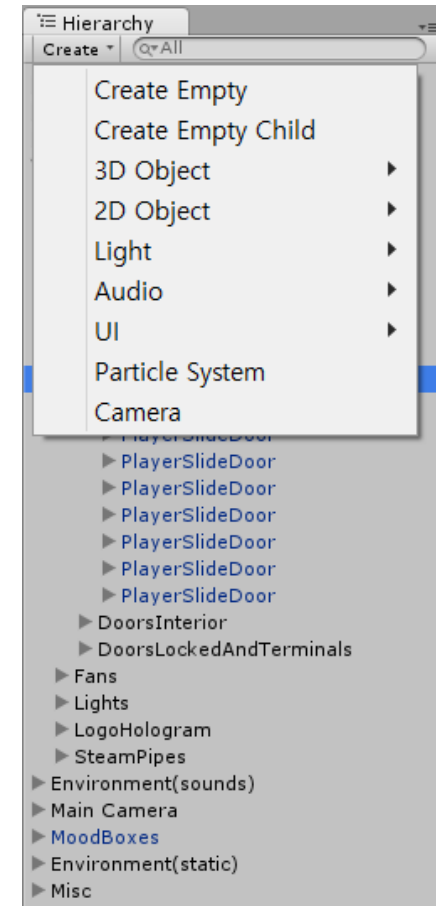 Hierarchy
Create All
Create Empty
Create Empty Child
3D Object
2D Object
Light
Audio
UI
Particle System
Camera
PlayerSlideDoor
PlayerSlideDoor
PlayerSlideDoor
PlayerSlideDoor
PlayerSlideDoor
PlayerSlideDoor
PlayerSlideDoor
DoorsInterior
DoorsLockedAndTerminals
Fans
Lights
LogoHologram
SteamPipes
Environment(sounds)
Main Camera
MoodBoxes
Environment(static)
Misc